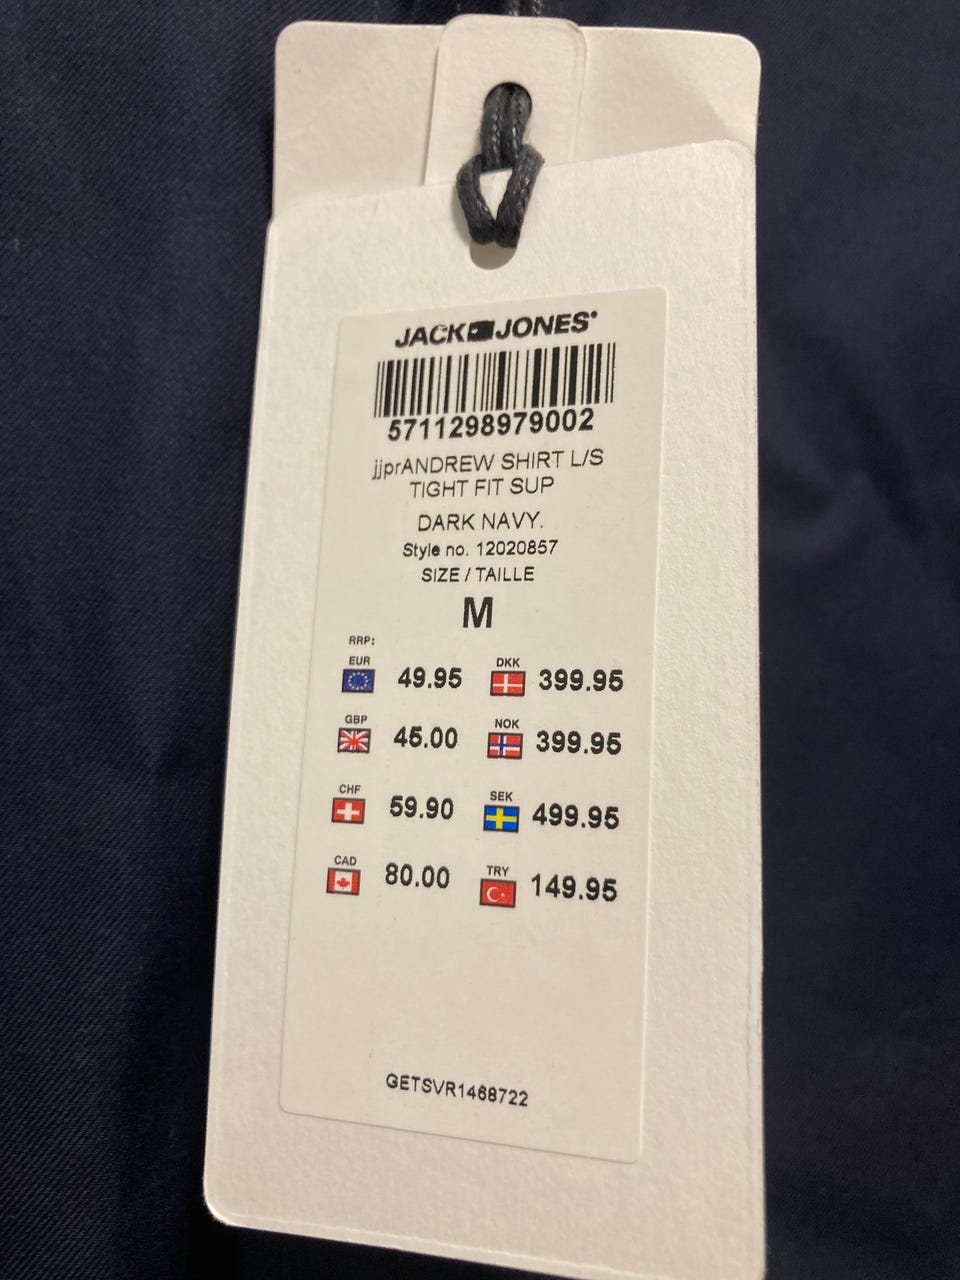 JACK JONES
5711298979002
jjprANDREW SHIRT L/S
TIGHT FIT SUP
DARK NAVY.
Style no. 12020857
SIZE / TAILLE
M
RRP:
EUR 49.95 DKK 399.95
GBP 45.00 NOK 399.95
CHF 59.90 SEK 499.95
CAD 80.00 TRY 149.95
GETSVR1468722